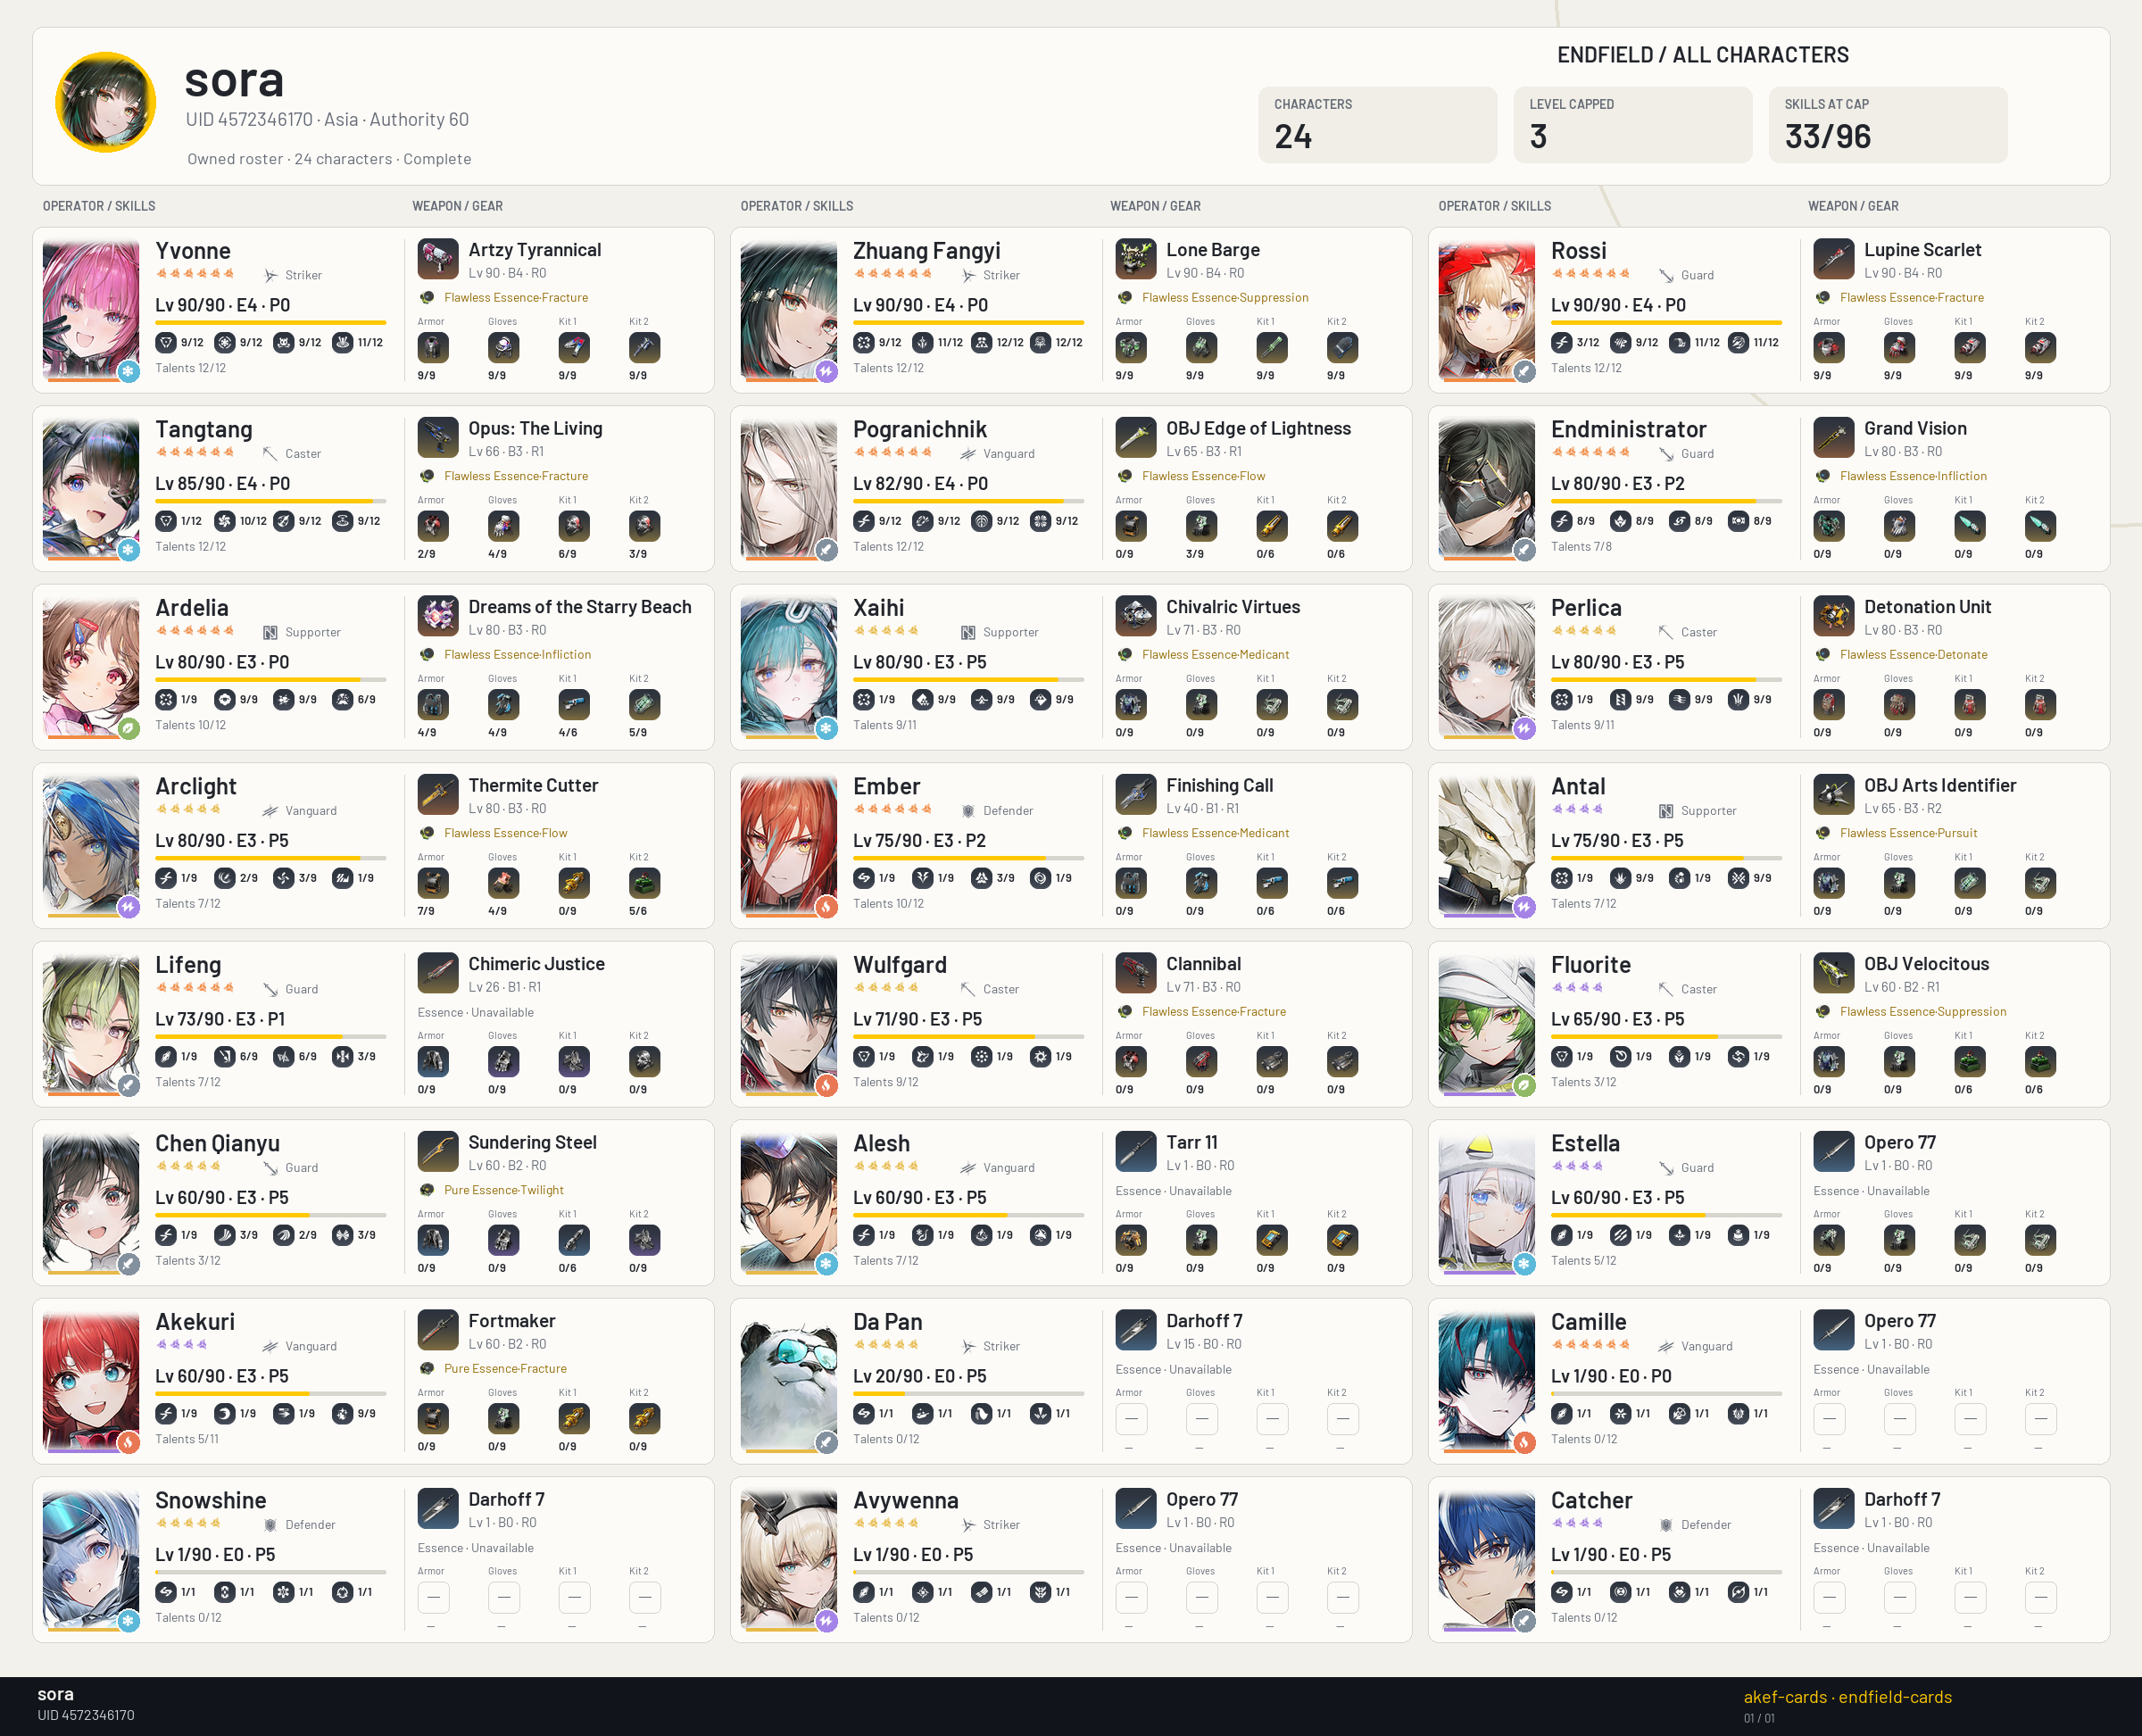 sora
UID 4572346170 · Asia · Authority 60
Owned roster · 24 characters · Complete
ENDFIELD / ALL CHARACTERS
CHARACTERS
24
LEVEL CAPPED
3
SKILLS AT CAP
33/96
OPERATOR / SKILLS WEAPON / GEAR OPERATOR / SKILLS WEAPON / GEAR OPERATOR / SKILLS WEAPON / GEAR
Yvonne
Striker
Lv 90/90 · E4 · P0
9/12 9/12 9/12 11/12
Talents 12/12
Artzy Tyrannical
Lv 90 · B4 · R0
Flawless Essence·Fracture
Armor Gloves Kit 1 Kit 2
9/9 9/9 9/9 9/9
Zhuang Fangyi
Striker
Lv 90/90 · E4 · P0
9/12 11/12 12/12 12/12
Talents 12/12
Lone Barge
Lv 90 · B4 · R0
Flawless Essence·Suppression
Armor Gloves Kit 1 Kit 2
9/9 9/9 9/9 9/9
Rossi
Guard
Lv 90/90 · E4 · P0
3/12 9/12 11/12 11/12
Talents 12/12
Lupine Scarlet
Lv 90 · B4 · R0
Flawless Essence·Fracture
Armor Gloves Kit 1 Kit 2
9/9 9/9 9/9 9/9
Tangtang
Caster
Lv 85/90 · E4 · P0
1/12 10/12 9/12 9/12
Talents 12/12
Opus: The Living
Lv 66 · B3 · R1
Flawless Essence·Fracture
Armor Gloves Kit 1 Kit 2
2/9 4/9 6/9 3/9
Pogranichnik
Vanguard
Lv 82/90 · E4 · P0
9/12 9/12 9/12 9/12
Talents 12/12
OBJ Edge of Lightness
Lv 65 · B3 · R1
Flawless Essence·Flow
Armor Gloves Kit 1 Kit 2
0/9 3/9 0/6 0/6
Endministrator
Guard
Lv 80/90 · E3 · P2
8/9 8/9 8/9 8/9
Talents 7/8
Grand Vision
Lv 80 · B3 · R0
Flawless Essence·Infliction
Armor Gloves Kit 1 Kit 2
0/9 0/9 0/9 0/9
Ardelia
Supporter
Lv 80/90 · E3 · P0
1/9 9/9 9/9 6/9
Talents 10/12
Dreams of the Starry Beach
Lv 80 · B3 · R0
Flawless Essence·Infliction
Armor Gloves Kit 1 Kit 2
4/9 4/9 4/6 5/9
Xaihi
Supporter
Lv 80/90 · E3 · P5
1/9 9/9 9/9 9/9
Talents 9/11
Chivalric Virtues
Lv 71 · B3 · R0
Flawless Essence·Medicant
Armor Gloves Kit 1 Kit 2
0/9 0/9 0/9 0/9
Perlica
Caster
Lv 80/90 · E3 · P5
1/9 9/9 9/9 9/9
Talents 9/11
Detonation Unit
Lv 80 · B3 · R0
Flawless Essence·Detonate
Armor Gloves Kit 1 Kit 2
0/9 0/9 0/9 0/9
Arclight
Vanguard
Lv 80/90 · E3 · P5
1/9 2/9 3/9 1/9
Talents 7/12
Thermite Cutter
Lv 80 · B3 · R0
Flawless Essence·Flow
Armor Gloves Kit 1 Kit 2
7/9 4/9 0/9 5/6
Ember
Defender
Lv 75/90 · E3 · P2
1/9 1/9 3/9 1/9
Talents 10/12
Finishing Call
Lv 40 · B1 · R1
Flawless Essence·Medicant
Armor Gloves Kit 1 Kit 2
0/9 0/9 0/6 0/6
Antal
Supporter
Lv 75/90 · E3 · P5
1/9 9/9 1/9 9/9
Talents 7/12
OBJ Arts Identifier
Lv 65 · B3 · R2
Flawless Essence·Pursuit
Armor Gloves Kit 1 Kit 2
0/9 0/9 0/9 0/9
Lifeng
Guard
Lv 73/90 · E3 · P1
1/9 6/9 6/9 3/9
Talents 7/12
Chimeric Justice
Lv 26 · B1 · R1
Essence · Unavailable
Armor Gloves Kit 1 Kit 2
0/9 0/9 0/9 0/9
Wulfgard
Caster
Lv 71/90 · E3 · P5
1/9 1/9 1/9 1/9
Talents 9/12
Clannibal
Lv 71 · B3 · R0
Flawless Essence·Fracture
Armor Gloves Kit 1 Kit 2
0/9 0/9 0/9 0/9
Fluorite
Caster
Lv 65/90 · E3 · P5
1/9 1/9 1/9 1/9
Talents 3/12
OBJ Velocitous
Lv 60 · B2 · R1
Flawless Essence·Suppression
Armor Gloves Kit 1 Kit 2
0/9 0/9 0/6 0/6
Chen Qianyu
Guard
Lv 60/90 · E3 · P5
1/9 3/9 2/9 3/9
Talents 3/12
Sundering Steel
Lv 60 · B2 · R0
Pure Essence·Twilight
Armor Gloves Kit 1 Kit 2
0/9 0/9 0/6 0/9
Alesh
Vanguard
Lv 60/90 · E3 · P5
1/9 1/9 1/9 1/9
Talents 7/12
Tarr 11
Lv 1 · B0 · R0
Essence · Unavailable
Armor Gloves Kit 1 Kit 2
0/9 0/9 0/9 0/9
Estella
Guard
Lv 60/90 · E3 · P5
1/9 1/9 1/9 1/9
Talents 5/12
Opero 77
Lv 1 · B0 · R0
Essence · Unavailable
Armor Gloves Kit 1 Kit 2
0/9 0/9 0/9 0/9
Akekuri
Vanguard
Lv 60/90 · E3 · P5
1/9 1/9 1/9 9/9
Talents 5/11
Fortmaker
Lv 60 · B2 · R0
Pure Essence·Fracture
Armor Gloves Kit 1 Kit 2
0/9 0/9 0/9 0/9
Da Pan
Striker
Lv 20/90 · E0 · P5
1/1 1/1 1/1 1/1
Talents 0/12
Darhoff 7
Lv 15 · B0 · R0
Essence · Unavailable
Armor Gloves Kit 1 Kit 2
— — — —
– – – –
Camille
Vanguard
Lv 1/90 · E0 · P0
1/1 1/1 1/1 1/1
Talents 0/12
Opero 77
Lv 1 · B0 · R0
Essence · Unavailable
Armor Gloves Kit 1 Kit 2
— — — —
– – – –
Snowshine
Defender
Lv 1/90 · E0 · P5
1/1 1/1 1/1 1/1
Talents 0/12
Darhoff 7
Lv 1 · B0 · R0
Essence · Unavailable
Armor Gloves Kit 1 Kit 2
— — — —
– – – –
Avywenna
Striker
Lv 1/90 · E0 · P5
1/1 1/1 1/1 1/1
Talents 0/12
Opero 77
Lv 1 · B0 · R0
Essence · Unavailable
Armor Gloves Kit 1 Kit 2
— — — —
– – – –
Catcher
Defender
Lv 1/90 · E0 · P5
1/1 1/1 1/1 1/1
Talents 0/12
Darhoff 7
Lv 1 · B0 · R0
Essence · Unavailable
Armor Gloves Kit 1 Kit 2
— — — —
– – – –
sora
UID 4572346170
akef-cards · endfield-cards
01 / 01